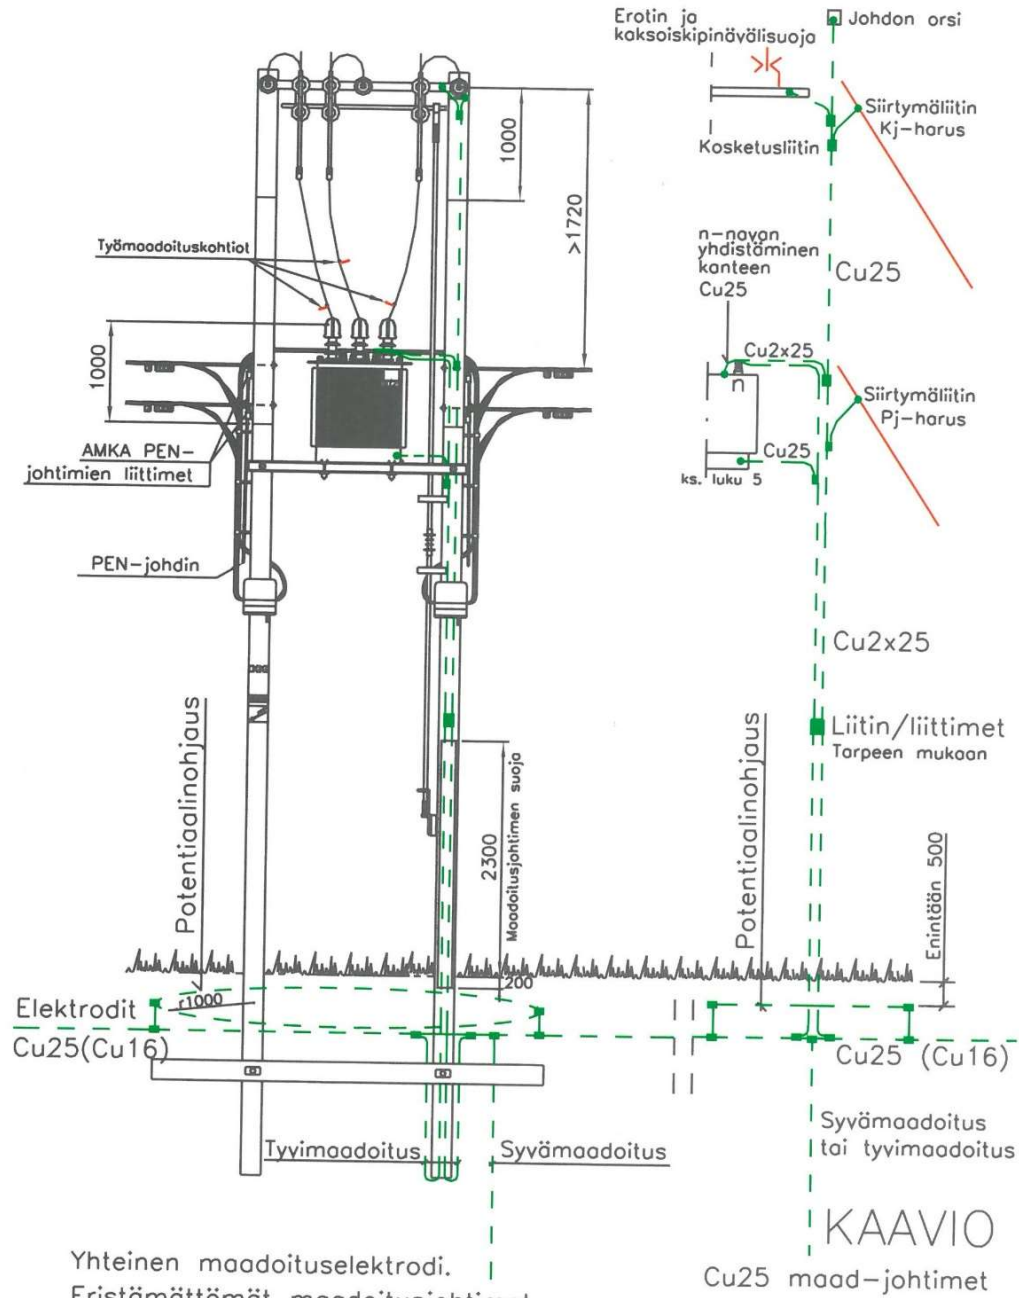 Erotin ja
kaksoiskipinävälisuoja
Johdon orsi
Siirtymäliitin
Kj-harus
Kosketusliitin
1000
>1720
Työmaadoituskohtiot
n-navan
yhdistäminen
kanteen
Cu25
Cu25
1000
Cu2x25
n
Siirtymäliitin
Pj-harus
AMKA PEN-
johtimien liittimet
Cu25
ks. luku 5
PEN-johdin
Cu2x25
Potentiaalinohjaus
2300
Maadoitusjohtimen suoja
Potentiaalinohjaus
Liitin/liittimet
Tarpeen mukaan
Enintään 500
200
r1000
Elektrodit
Cu25(Cu16)
Cu25 (Cu16)
Tyvimaadoitus
Syvämaadoitus
Syvämaadoitus
tai tyvimaadoitus
KAAVIO
Yhteinen maadoituselektrodi.
Cu25 maad-johtimet
Eristämättömät maadoitusjohtimet